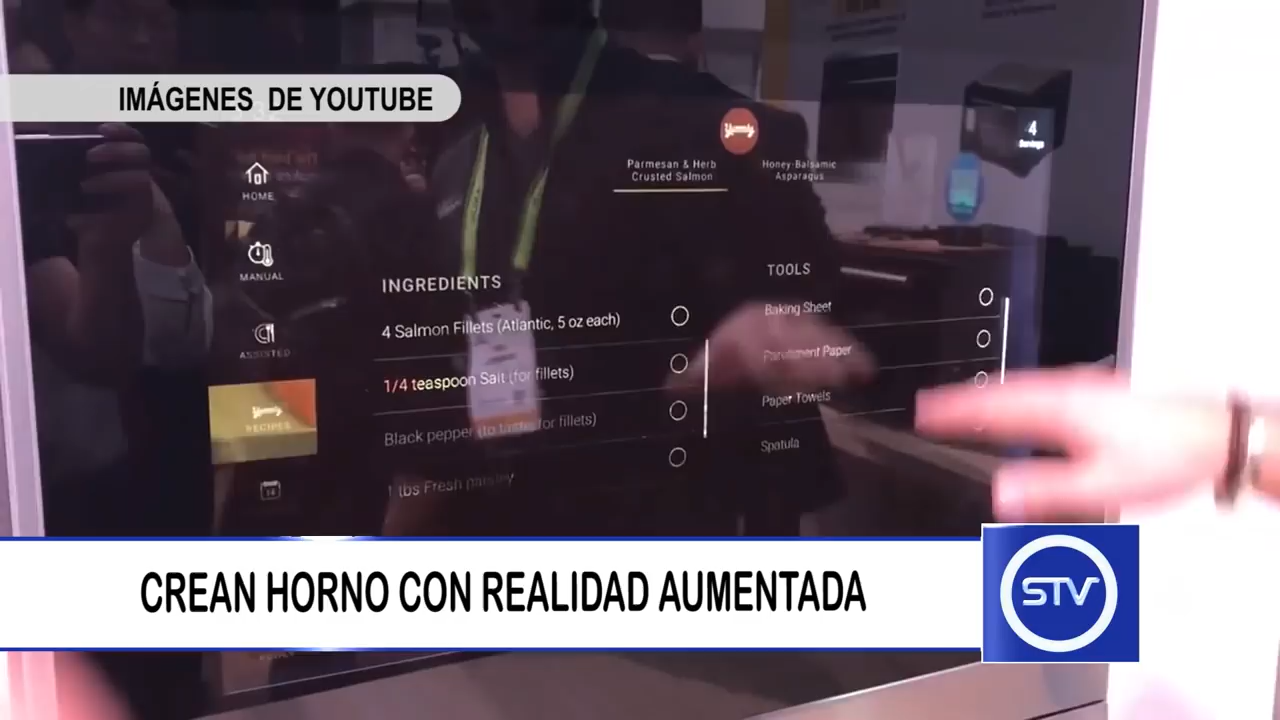 IMÁGENES DE YOUTUBE
Yummly
4
Servings
Parmesan & Herb
Crusted Salmon
Honey-Balsamic
Asparagus
HOME
MANUAL
ASSISTED
RECIPES
INGREDIENTS
4 Salmon Fillets (Atlantic, 5 oz each)
1/4 teaspoon Salt (for fillets)
Black pepper (to taste for fillets)
1 tbs Fresh parsley
TOOLS
Baking Sheet
Parchment Paper
Paper Towels
Spatula
CREAN HORNO CON REALIDAD AUMENTADA
STV